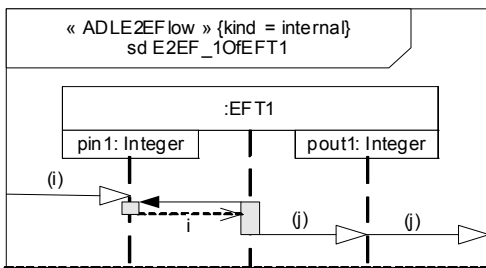 « ADLE2EFlow » {kind = internal}
sd E2EF_1OfEFT1
:EFT1
pin1: Integer
pout1: Integer
(i)
i
(j)
(j)